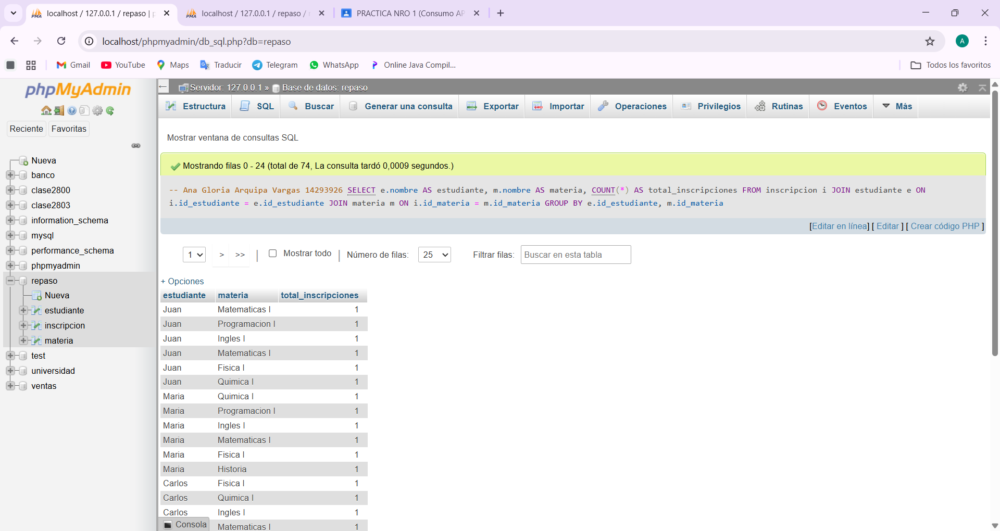 localhost / 127.0.0.1 / repaso | p
localhost / 127.0.0.1 / repaso /
PRACTICA NRO 1 (Consumo AP
localhost/phpmyadmin/db_sql.php?db=repaso
A
Gmail
YouTube
Maps
Traducir
Telegram
WhatsApp
Online Java Compil...
Todos los favoritos
phpMyAdmin
Reciente
Favoritas
Nueva
banco
clase2800
clase2803
information_schema
mysql
performance_schema
phpmyadmin
repaso
Nueva
estudiante
inscripcion
materia
test
universidad
ventas
Servidor: 127.0.0.1 » Base de datos: repaso
Estructura
SQL
Buscar
Generar una consulta
Exportar
Importar
Operaciones
Privilegios
Rutinas
Eventos
Más
Mostrar ventana de consultas SQL
Mostrando filas 0 - 24 (total de 74, La consulta tardó 0,0009 segundos.)
-- Ana Gloria Arquipa Vargas 14293926 SELECT e.nombre AS estudiante, m.nombre AS materia, COUNT(*) AS total_inscripciones FROM inscripcion i JOIN estudiante e ON
i.id_estudiante = e.id_estudiante JOIN materia m ON i.id_materia = m.id_materia GROUP BY e.id_estudiante, m.id_materia
[Editar en línea] [ Editar ] [ Crear código PHP ]
1 > >> | Mostrar todo | Número de filas: 25 Filtrar filas: Buscar en esta tabla
+ Opciones
estudiante materia total_inscripciones
Juan Matematicas I 1
Juan Programacion I 1
Juan Ingles I 1
Juan Matematicas I 1
Juan Fisica I 1
Juan Quimica I 1
Maria Quimica I 1
Maria Programacion I 1
Maria Ingles I 1
Maria Matematicas I 1
Maria Fisica I 1
Maria Historia 1
Carlos Fisica I 1
Carlos Quimica I 1
Carlos Ingles I 1
Matematicas I 1
Consola